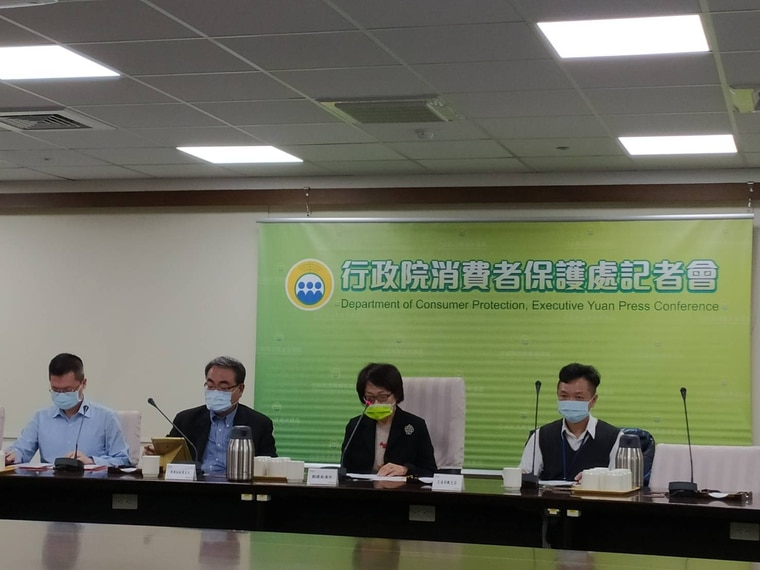 行政院消費者保護處記者會
Department of Consumer Protection, Executive Yuan Press Conference